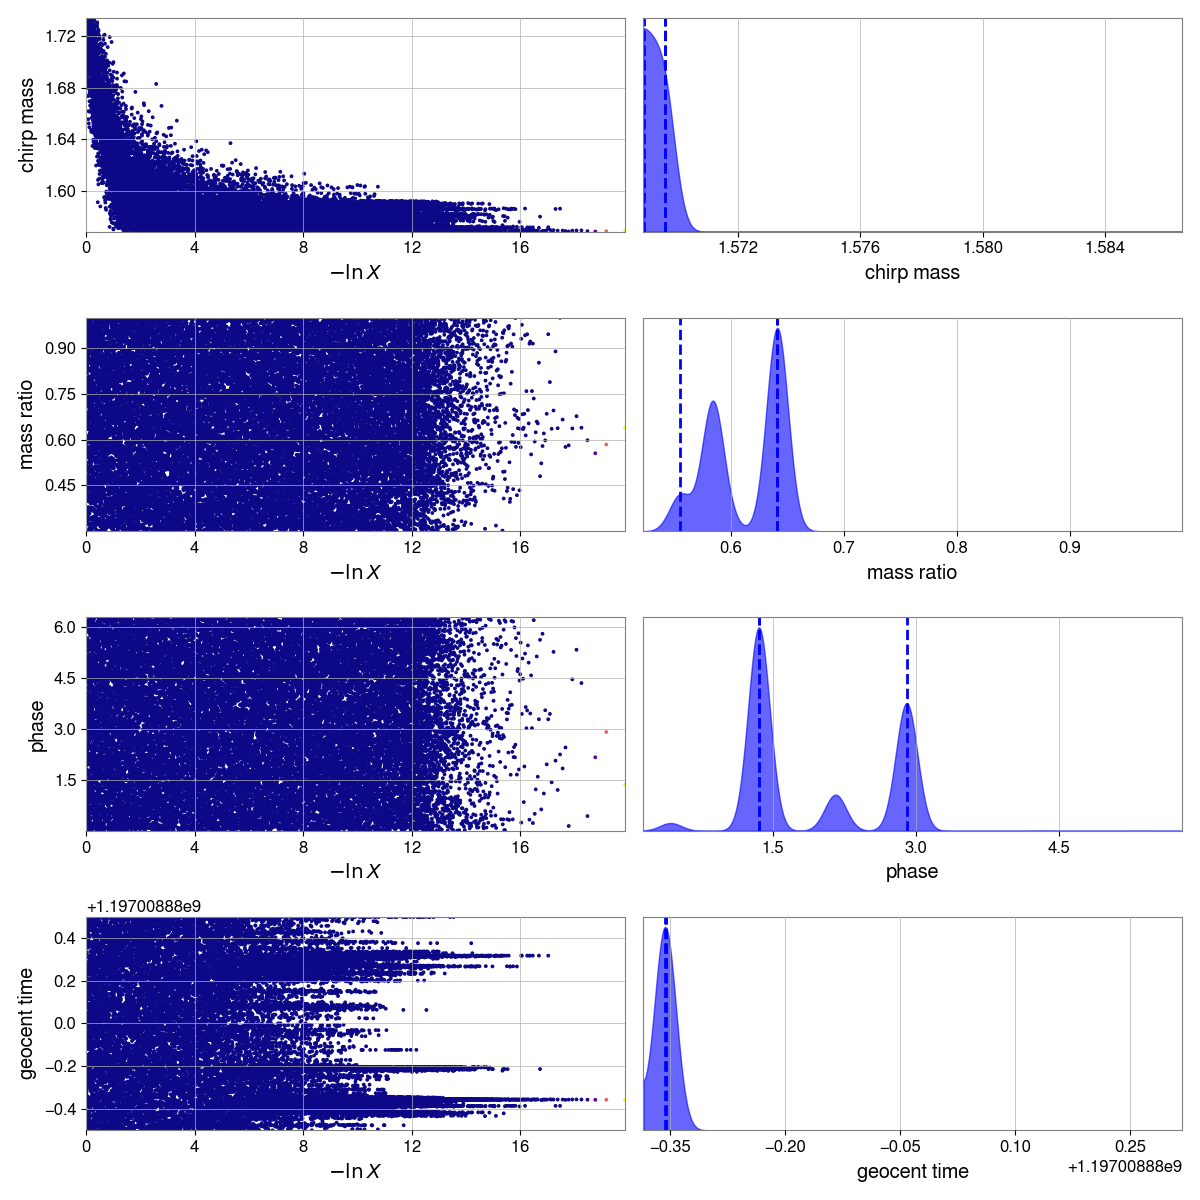 1.72
1.68
1.64
1.60
chirp mass
0 4 8 12 16
−ln X
1.572 1.576 1.580 1.584
chirp mass
0.90
0.75
0.60
0.45
mass ratio
0 4 8 12 16
−ln X
0.6 0.7 0.8 0.9
mass ratio
6.0
4.5
3.0
1.5
phase
0 4 8 12 16
−ln X
1.5 3.0 4.5
phase
+1.19700888e9
0.4
0.2
0.0
−0.2
−0.4
geocent time
0 4 8 12 16
−ln X
−0.35 −0.20 −0.05 0.10 0.25
geocent time
+1.19700888e9